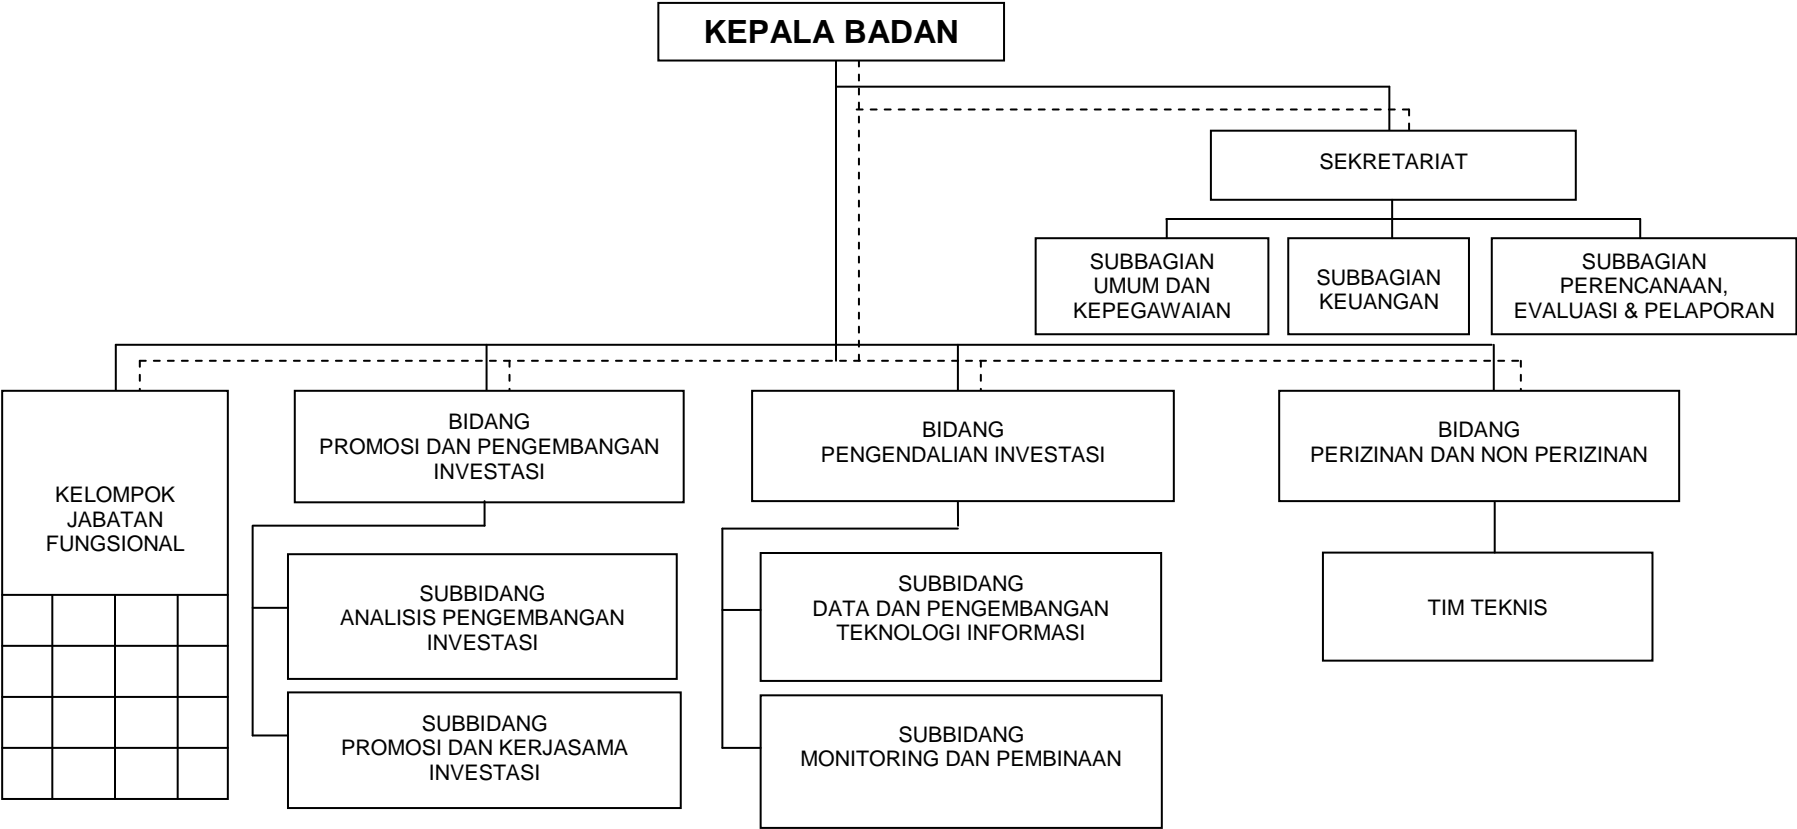 KEPALA BADAN
SEKRETARIAT
SUBBAGIAN
UMUM DAN
KEPEGAWAIAN
SUBBAGIAN
KEUANGAN
SUBBAGIAN
PERENCANAAN,
EVALUASI & PELAPORAN
KELOMPOK
JABATAN
FUNGSIONAL
BIDANG
PROMOSI DAN PENGEMBANGAN
INVESTASI
BIDANG
PENGENDALIAN INVESTASI
BIDANG
PERIZINAN DAN NON PERIZINAN
SUBBIDANG
ANALISIS PENGEMBANGAN
INVESTASI
SUBBIDANG
DATA DAN PENGEMBANGAN
TEKNOLOGI INFORMASI
TIM TEKNIS
SUBBIDANG
PROMOSI DAN KERJASAMA
INVESTASI
SUBBIDANG
MONITORING DAN PEMBINAAN